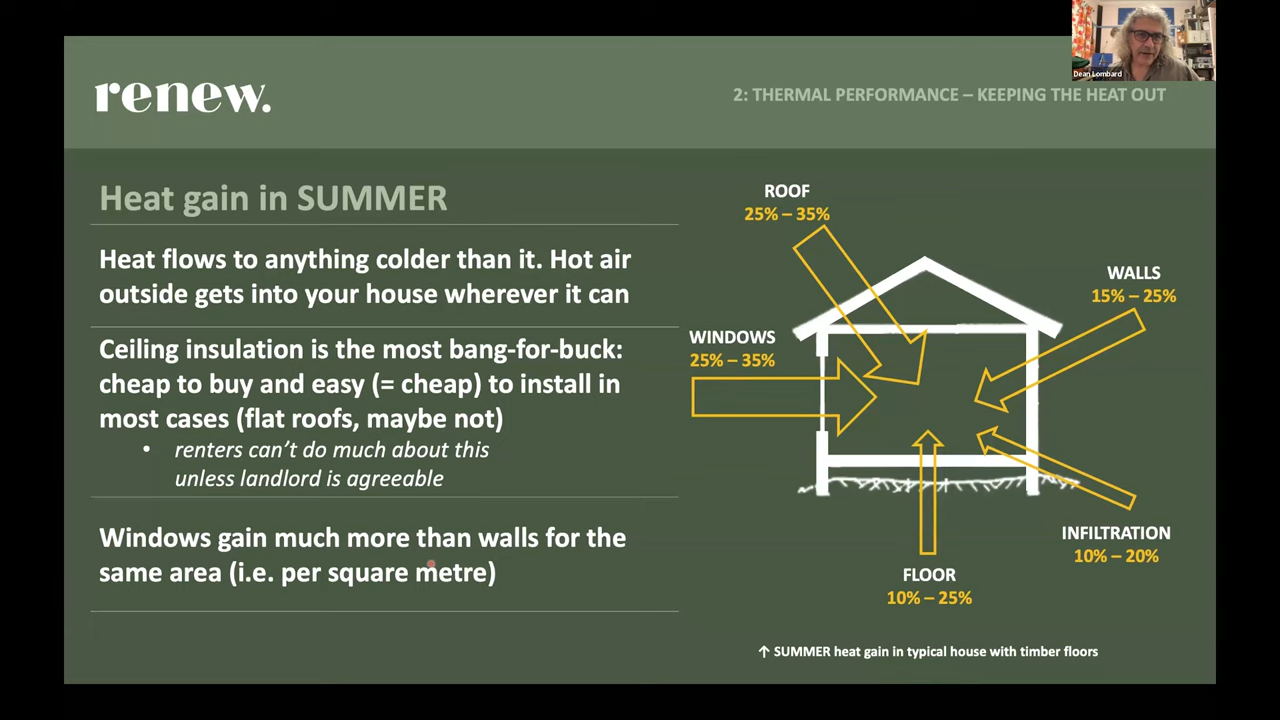 Dean Lombard
renew.
2: THERMAL PERFORMANCE – KEEPING THE HEAT OUT
Heat gain in SUMMER
Heat flows to anything colder than it. Hot air
outside gets into your house wherever it can
Ceiling insulation is the most bang-for-buck:
cheap to buy and easy (= cheap) to install in
most cases (flat roofs, maybe not)
• renters can’t do much about this
unless landlord is agreeable
Windows gain much more than walls for the
same area (i.e. per square metre)
ROOF
25% – 35%
WALLS
15% – 25%
WINDOWS
25% – 35%
INFILTRATION
10% – 20%
FLOOR
10% – 25%
↑ SUMMER heat gain in typical house with timber floors